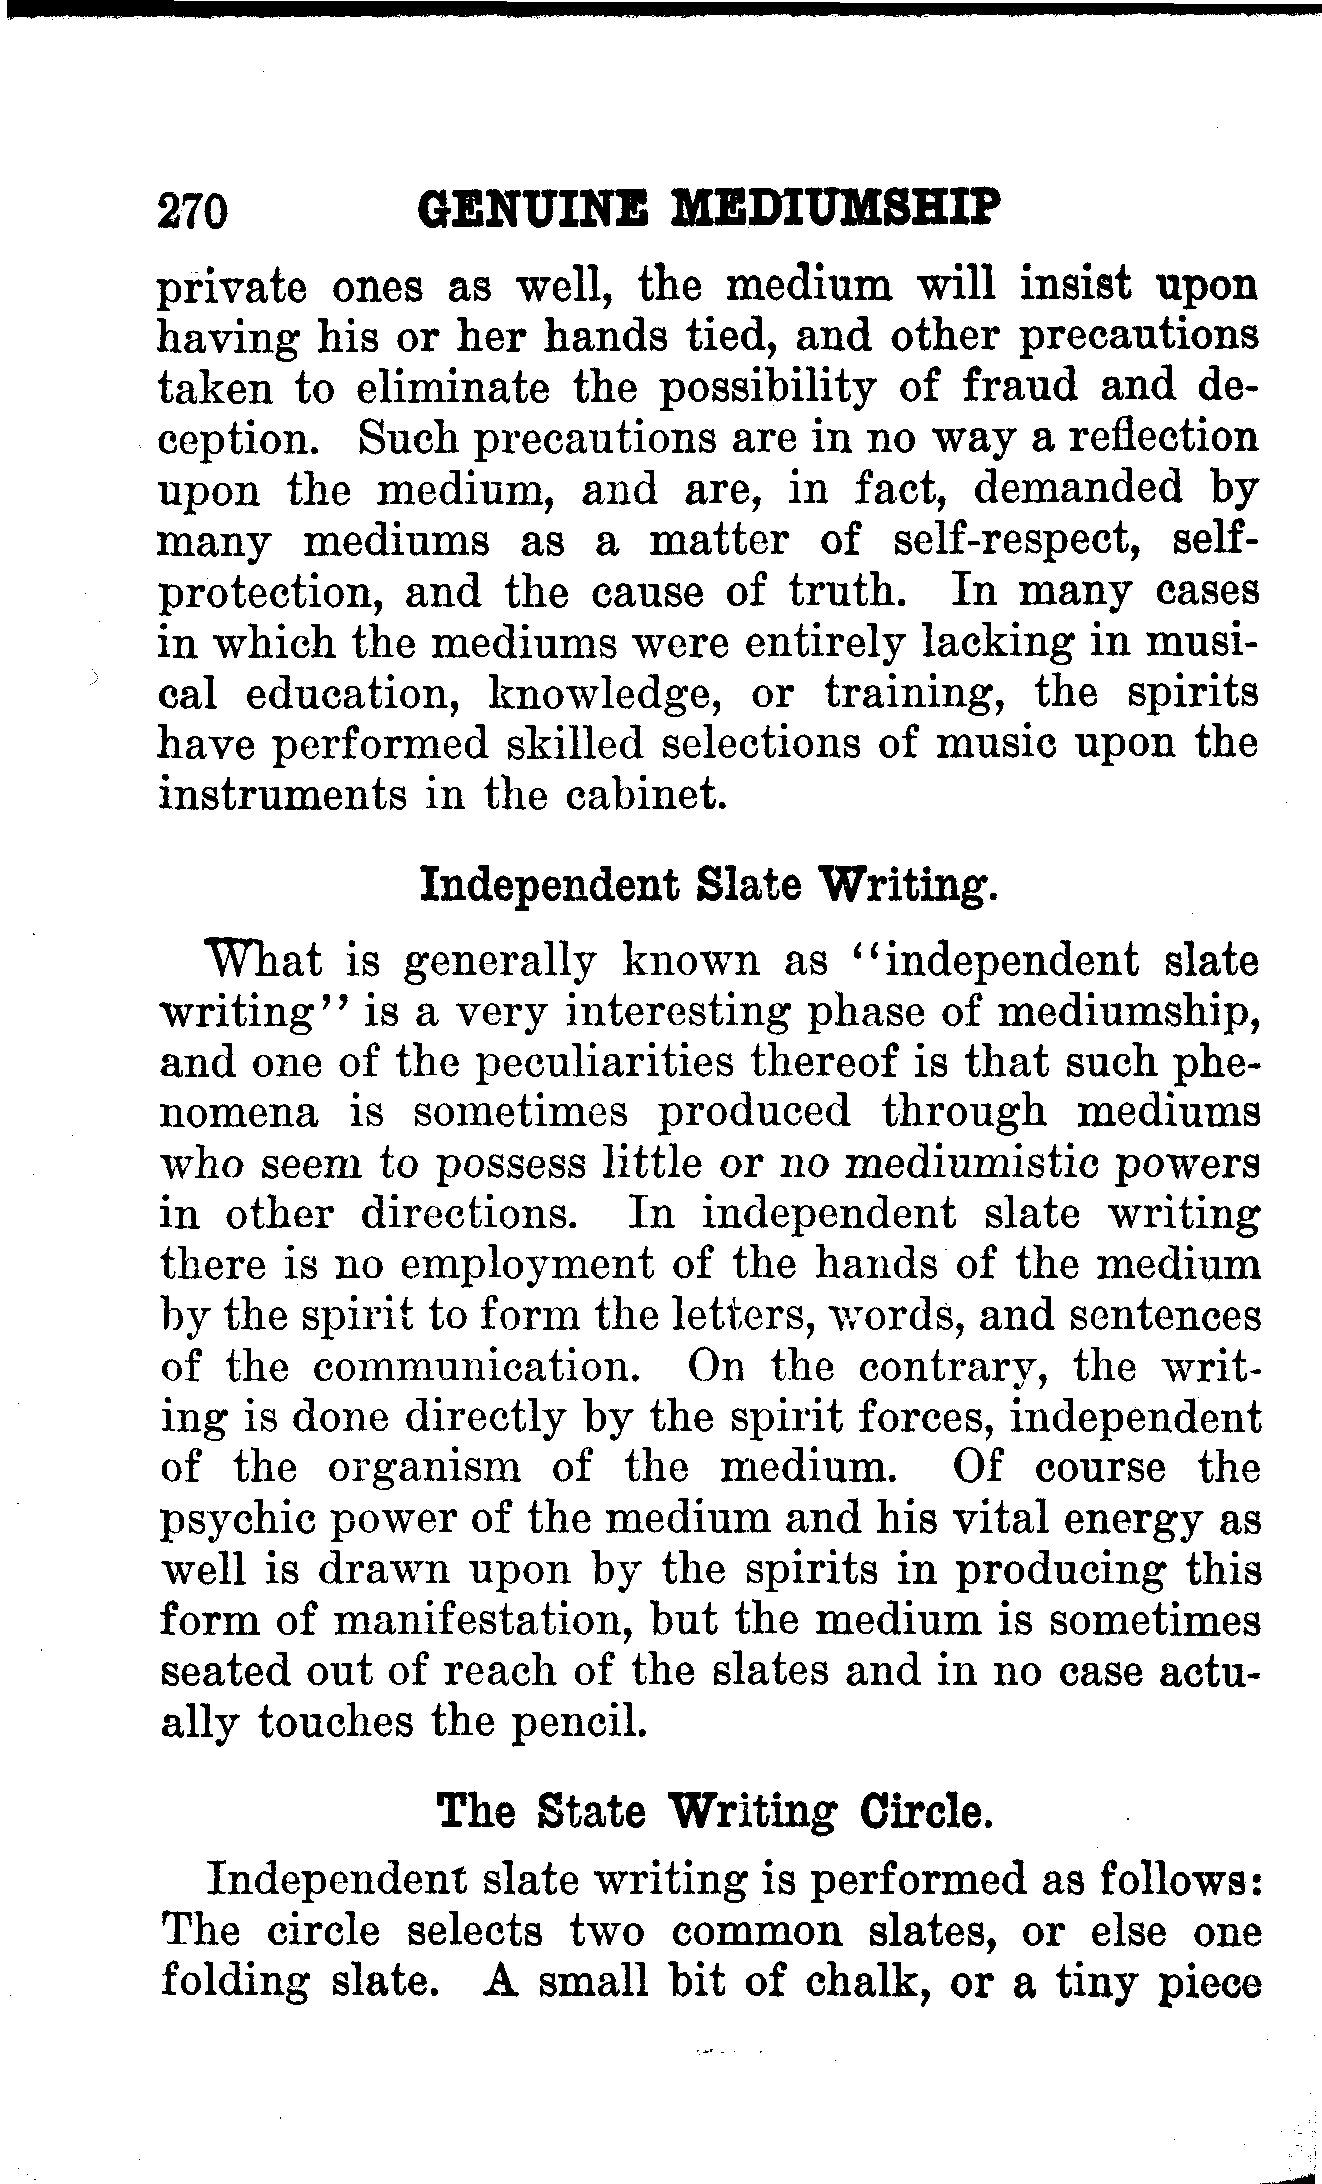 270 GENUINE MEDIUMSHIP
private ones as well, the medium will insist upon
having his or her hands tied, and other precautions
taken to eliminate the possibility of fraud and de-
ception. Such precautions are in no way a reflection
upon the medium, and are, in fact, demanded by
many mediums as a matter of self-respect, self-
protection, and the cause of truth. In many cases
in which the mediums were entirely lacking in musi-
cal education, knowledge, or training, the spirits
have performed skilled selections of music upon the
instruments in the cabinet.
Independent Slate Writing.
What is generally known as "independent slate
writing" is a very interesting phase of mediumship,
and one of the peculiarities thereof is that such phe-
nomena is sometimes produced through mediums
who seem to possess little or no mediumistic powers
in other directions. In independent slate writing
there is no employment of the hands of the medium
by the spirit to form the letters, words, and sentences
of the communication. On the contrary, the writ-
ing is done directly by the spirit forces, independent
of the organism of the medium. Of course the
psychic power of the medium and his vital energy as
well is drawn upon by the spirits in producing this
form of manifestation, but the medium is sometimes
seated out of reach of the slates and in no case actu-
ally touches the pencil.
The State Writing Circle.
Independent slate writing is performed as follows:
The circle selects two common slates, or else one
folding slate. A small bit of chalk, or a tiny piece